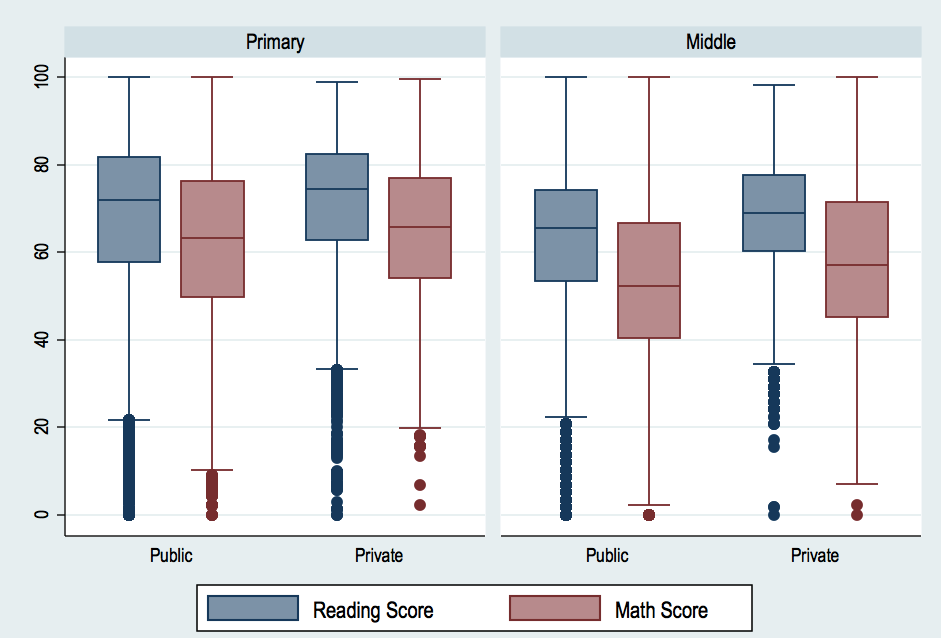 Primary
Middle
100
80
60
40
20
0
Public
Private
Public
Private
Reading Score
Math Score